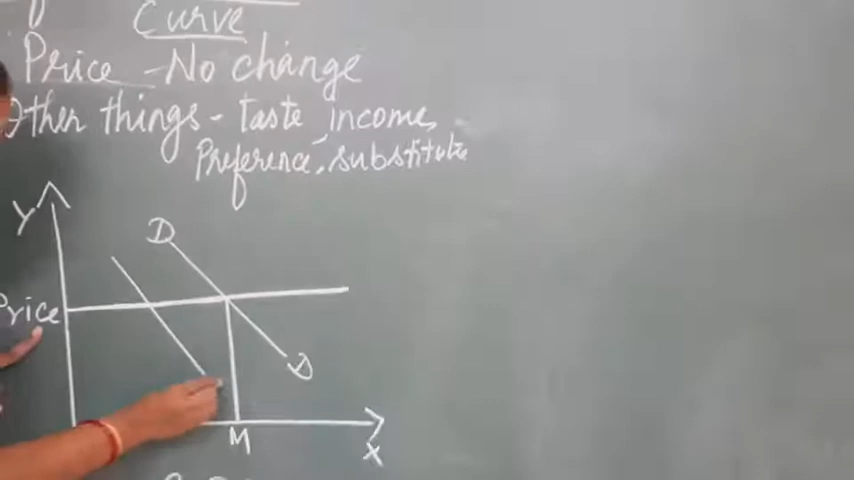 Curve
Price - No change
Other things - taste, income,
Preference, substitute
Y
D
Price
D
M
X